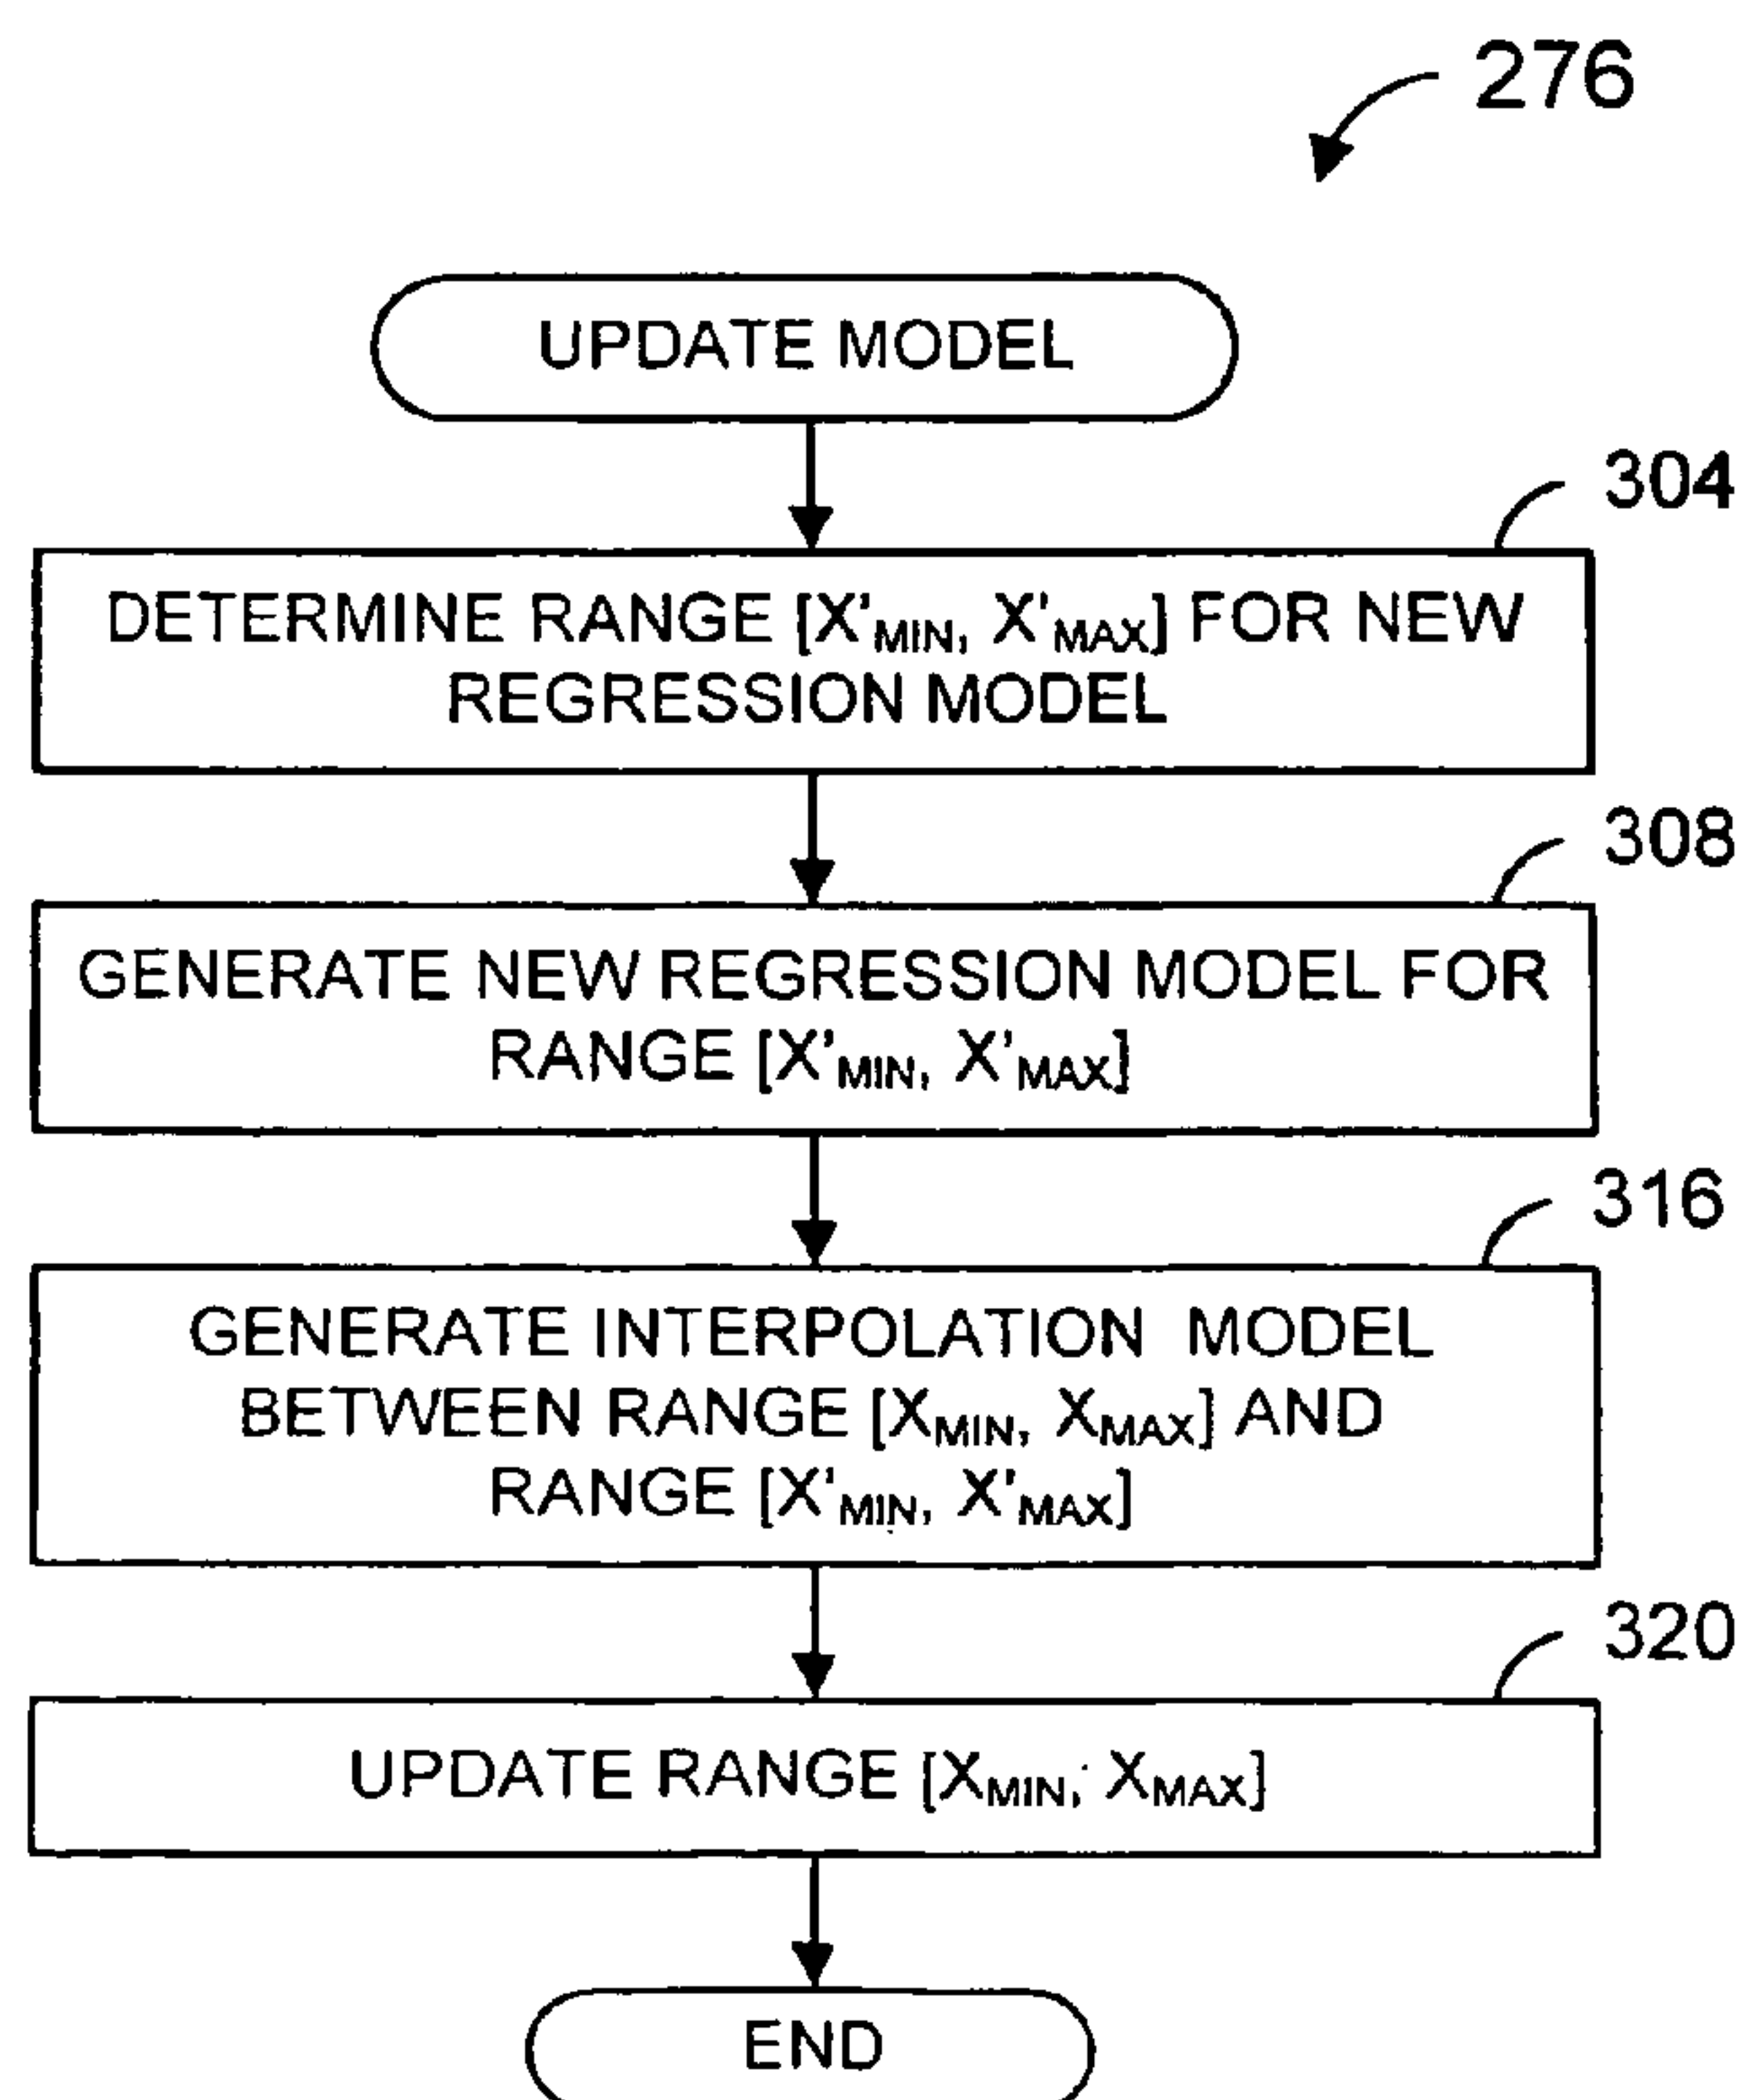 276
UPDATE MODEL
304
DETERMINE RANGE [X'MIN, X'MAX] FOR NEW
REGRESSION MODEL
308
GENERATE NEW REGRESSION MODEL FOR
RANGE [X'MIN, X'MAX]
316
GENERATE INTERPOLATION MODEL
BETWEEN RANGE [XMIN, XMAX] AND
RANGE [X'MIN, X'MAX]
320
UPDATE RANGE [XMIN, XMAX]
END